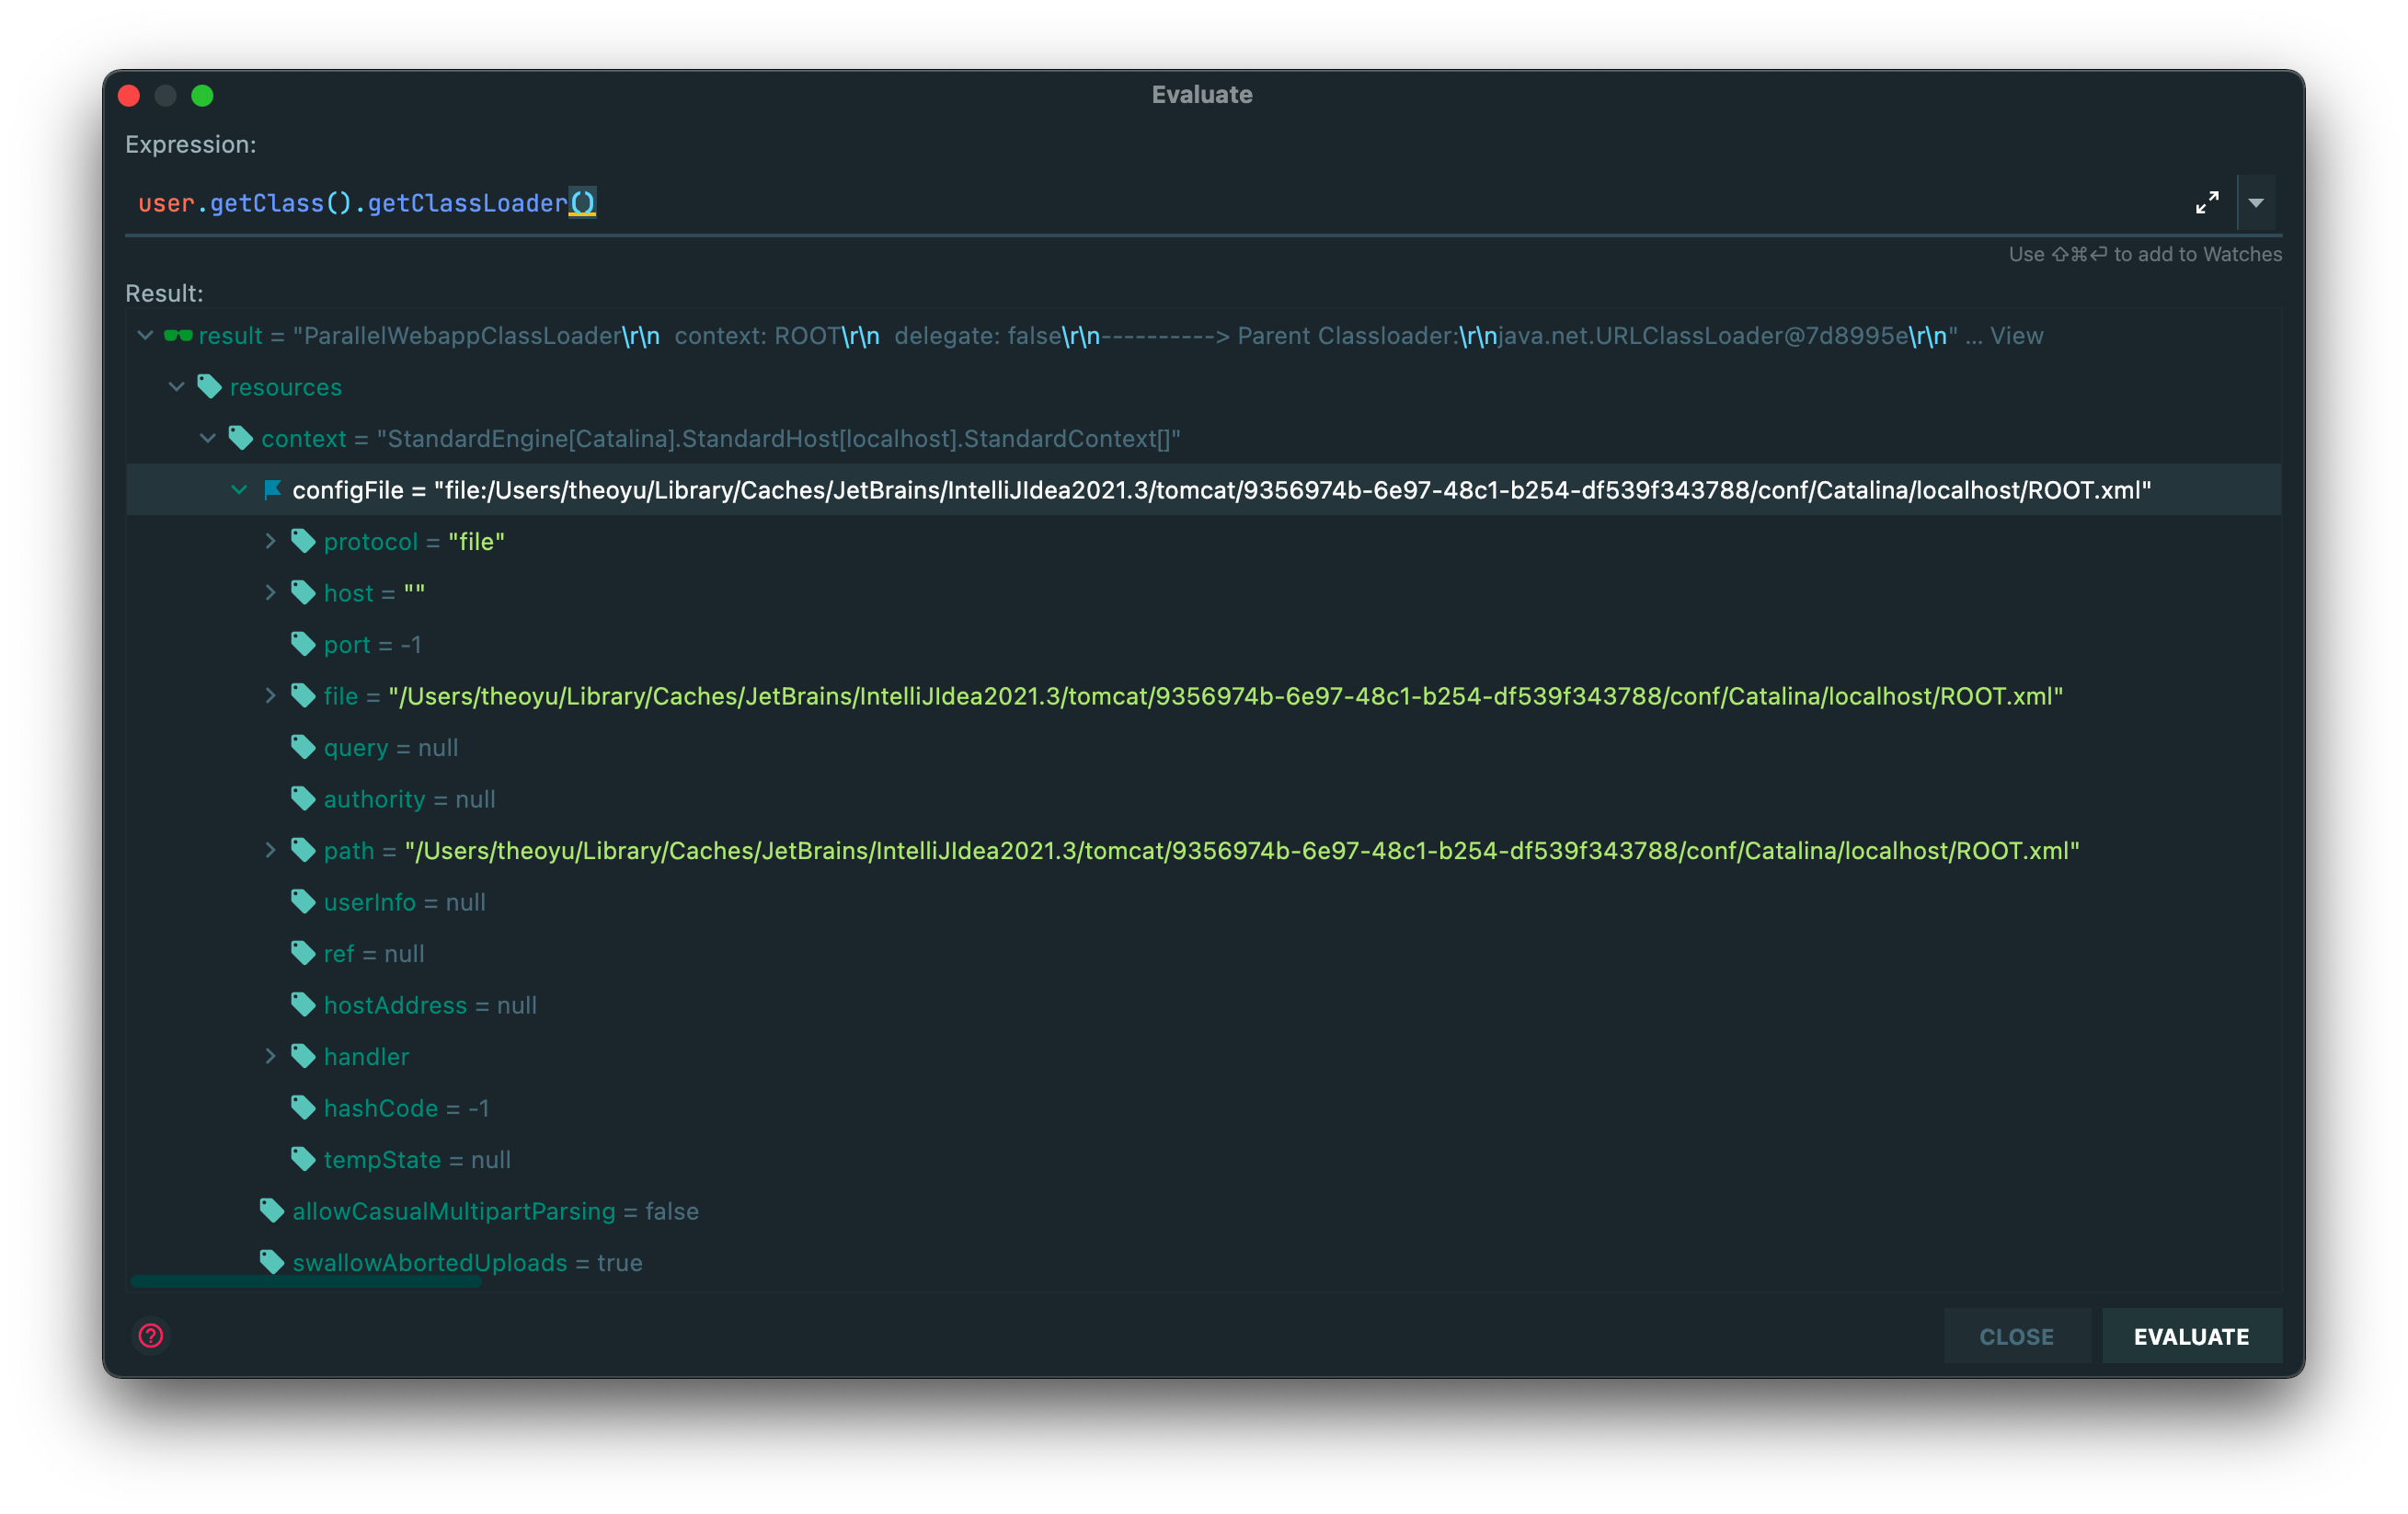 Evaluate
Expression:
user.getClass().getClassLoader()
Use ⇧⌘⏎ to add to Watches
Result:
result = "ParallelWebappClassLoader\r\n  context: ROOT\r\n  delegate: false\r\n----------> Parent Classloader:\r\njava.net.URLClassLoader@7d8995e\r\n" ... View
resources
context = "StandardEngine[Catalina].StandardHost[localhost].StandardContext[]"
configFile = "file:/Users/theoyu/Library/Caches/JetBrains/IntelliJIdea2021.3/tomcat/9356974b-6e97-48c1-b254-df539f343788/conf/Catalina/localhost/ROOT.xml"
protocol = "file"
host = ""
port = -1
file = "/Users/theoyu/Library/Caches/JetBrains/IntelliJIdea2021.3/tomcat/9356974b-6e97-48c1-b254-df539f343788/conf/Catalina/localhost/ROOT.xml"
query = null
authority = null
path = "/Users/theoyu/Library/Caches/JetBrains/IntelliJIdea2021.3/tomcat/9356974b-6e97-48c1-b254-df539f343788/conf/Catalina/localhost/ROOT.xml"
userInfo = null
ref = null
hostAddress = null
handler
hashCode = -1
tempState = null
allowCasualMultipartParsing = false
swallowAbortedUploads = true
CLOSE
EVALUATE